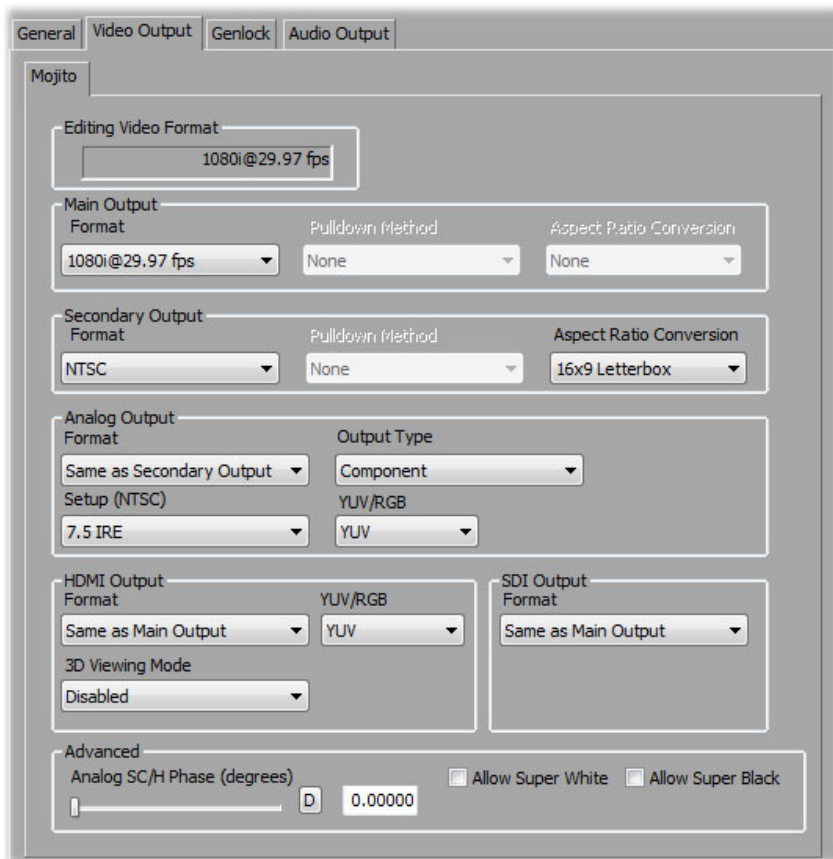 General Video Output Genlock Audio Output
Mojito
Editing Video Format
1080i@29.97 fps
Main Output
Format Pulldown Method Aspect Ratio Conversion
1080i@29.97 fps None None
Secondary Output
Format Pulldown Method Aspect Ratio Conversion
NTSC None 16x9 Letterbox
Analog Output
Format Output Type
Same as Secondary Output Component
Setup (NTSC) YUV/RGB
7.5 IRE YUV
HDMI Output
Format YUV/RGB
Same as Main Output YUV
3D Viewing Mode
Disabled
SDI Output
Format
Same as Main Output
Advanced
Analog SC/H Phase (degrees) Allow Super White Allow Super Black
D 0.00000